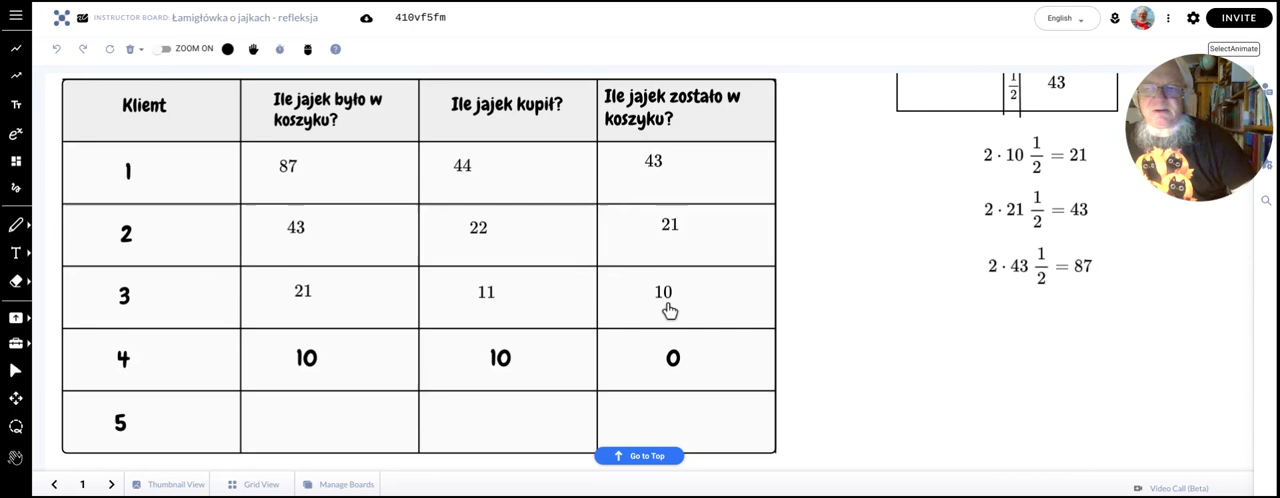 INSTRUCTOR BOARD: Łamigłówka o jajkach - refleksja
410vf5fm
English
INVITE
ZOOM ON
SelectAnimate
Klient
Ile jajek było w koszyku?
Ile jajek kupił?
Ile jajek zostało w koszyku?
1 87 44 43
2 43 22 21
3 21 11 10
4 10 10 0
5
1/2 43
2 · 10 1/2 = 21
2 · 21 1/2 = 43
2 · 43 1/2 = 87
Go to Top
1
Thumbnail View
Grid View
Manage Boards
Video Call (Beta)